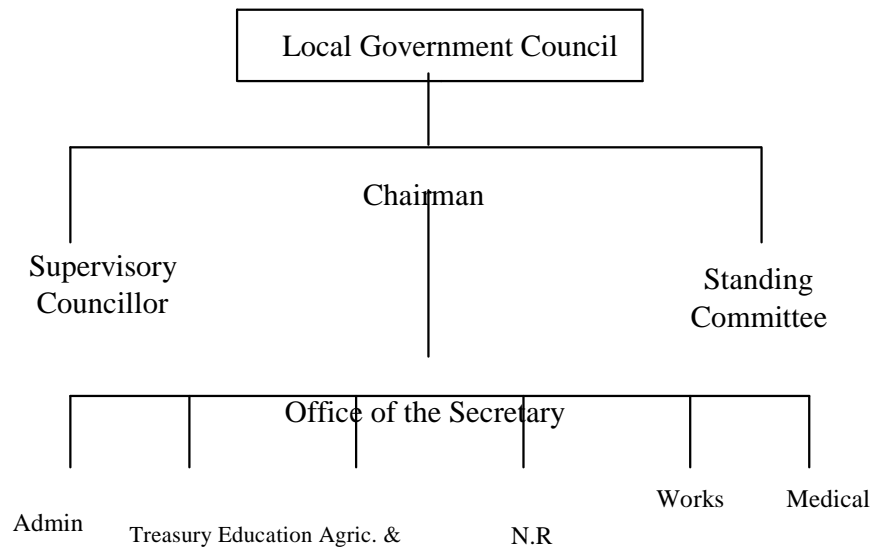 Local Government Council
Chairman
Supervisory
Councillor
Standing
Committee
Office of the Secretary
Admin
Treasury Education Agric. &
N.R
Works
Medical